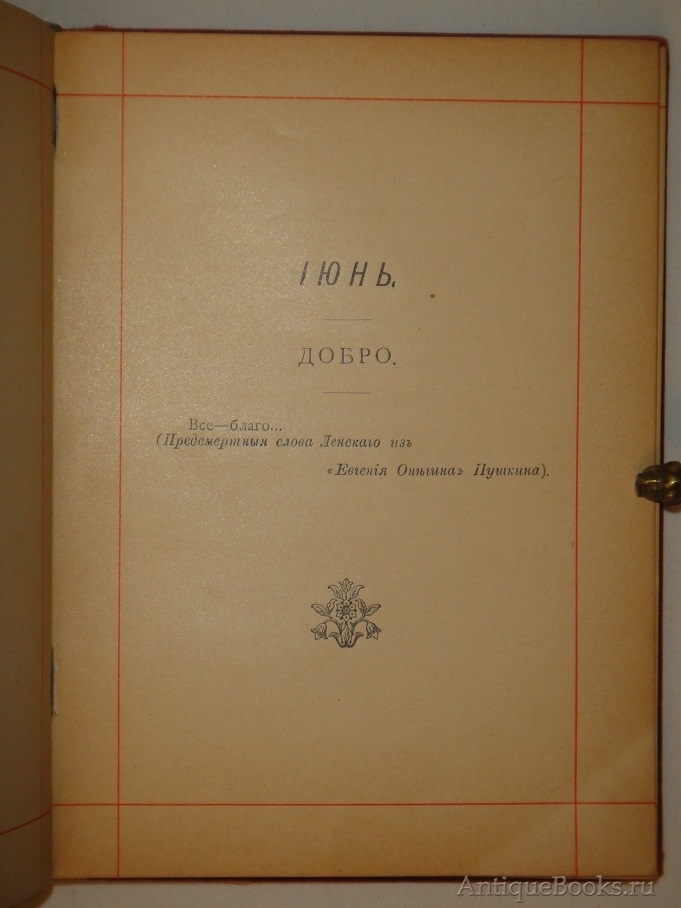 ІЮНЬ.
ДОБРО.
Все—благо...
(Предсмертныя слова Ленскаго изъ
«Евгенія Онѣгина» Пушкина).
AntiqueBooks.ru